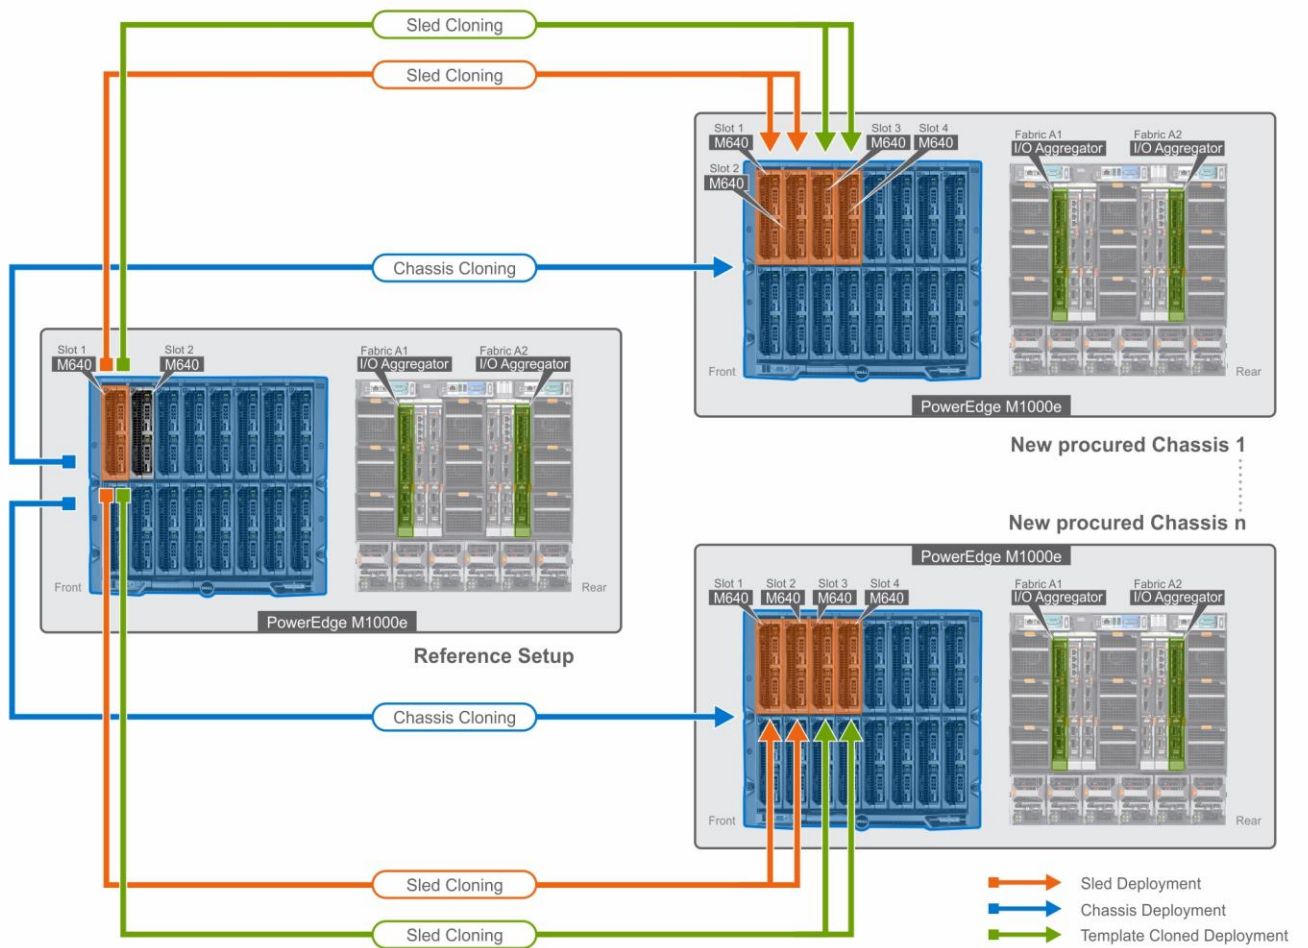 Sled Cloning
Sled Cloning
Slot 1
M640
Slot 3
M640
Slot 4
M640
Fabric A1
I/O Aggregator
Fabric A2
I/O Aggregator
Slot 2
M640
Chassis Cloning
Front
Rear
PowerEdge M1000e
New procured Chassis 1
Slot 1
M640
Slot 2
M640
Fabric A1
I/O Aggregator
Fabric A2
I/O Aggregator
Front
Rear
PowerEdge M1000e
Reference Setup
New procured Chassis n
PowerEdge M1000e
Slot 1
M640
Slot 2
M640
Slot 3
M640
Slot 4
M640
Fabric A1
I/O Aggregator
Fabric A2
I/O Aggregator
Chassis Cloning
Front
Rear
Sled Cloning
Sled Cloning
Sled Deployment
Chassis Deployment
Template Cloned Deployment